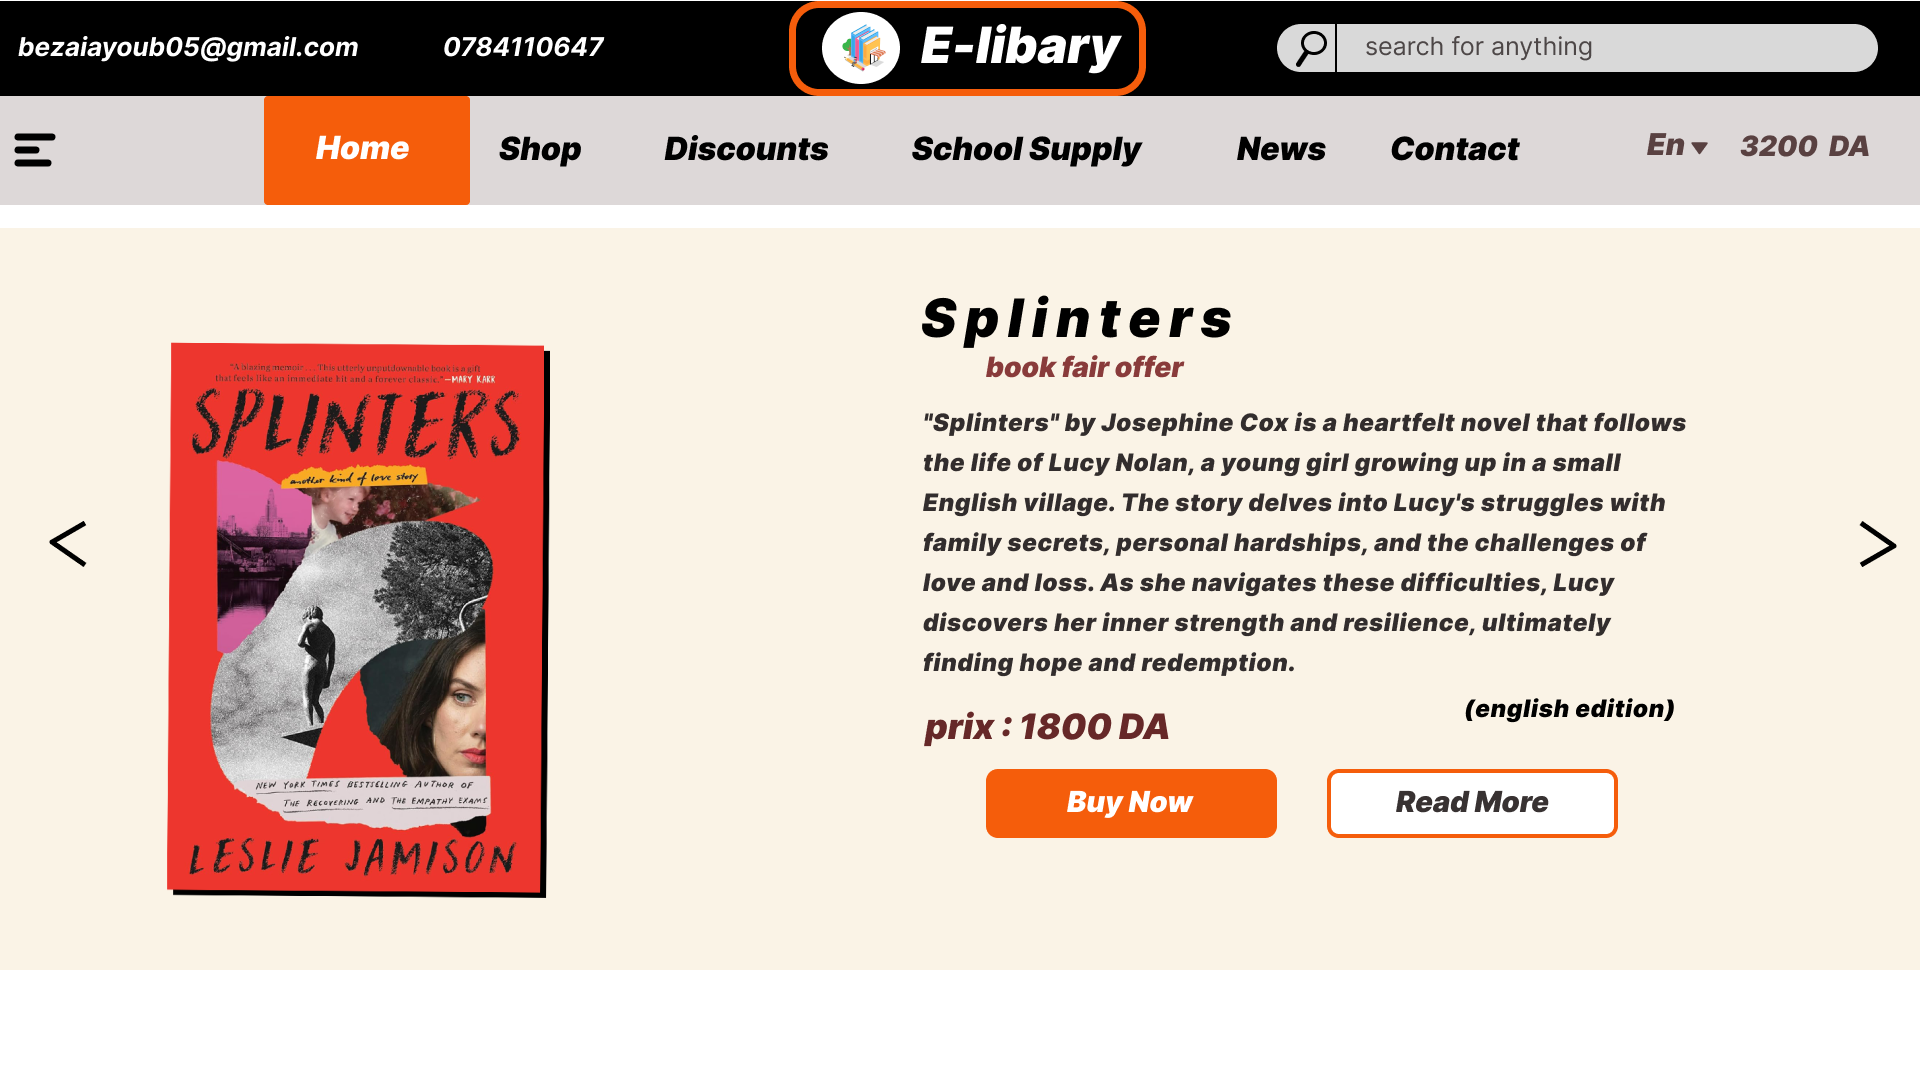 bezaiayoub05@gmail.com
0784110647
E-libary
search for anything
Home
Shop
Discounts
School Supply
News
Contact
En
3200 DA
"A blazing memoir . . . This utterly unputdownable book is a gift
that feels like an immediate hit and a forever classic." —MARY KARR
SPLINTERS
another kind of love story
NEW YORK TIMES BESTSELLING AUTHOR OF
THE RECOVERING AND THE EMPATHY EXAMS
LESLIE JAMISON
Splinters
book fair offer
"Splinters" by Josephine Cox is a heartfelt novel that follows
the life of Lucy Nolan, a young girl growing up in a small
English village. The story delves into Lucy's struggles with
family secrets, personal hardships, and the challenges of
love and loss. As she navigates these difficulties, Lucy
discovers her inner strength and resilience, ultimately
finding hope and redemption.
(english edition)
prix : 1800 DA
Buy Now
Read More